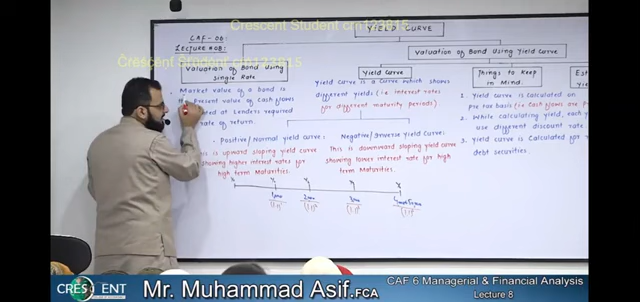 Crescent Student crn123815
CAF-06:
LECTURE#08:
YIELD CURVE
Crescent Student crn123815
Valuation of Bond Using
Single Rate
Valuation of Bond Using Yield Curve
Yield Curve
Things to Keep
in Mind
Market value of a bond is
the Present value of Cash flows
at Lenders required
rate of return.
Yield Curve is a Curve which shows
different yields (i.e interest rates
for different maturity periods)
1. Yield Curve is calculated on
Pre tax basis (i.e Cash flows are
2. While calculating yield, each
use different Discount rate
3. Yield Curve is Calculated for
debt securities.
Positive/Normal Yield Curve:
This is upward sloping yield Curve
showing higher interest rates for
high term Maturities.
Negative/Inverse Yield Curve:
This is downward sloping yield Curve
showing lower interest rate for high
term Maturities.
CRESCENT
Mr. Muhammad Asif.FCA
CAF 6 Managerial & Financial Analysis
Lecture 8